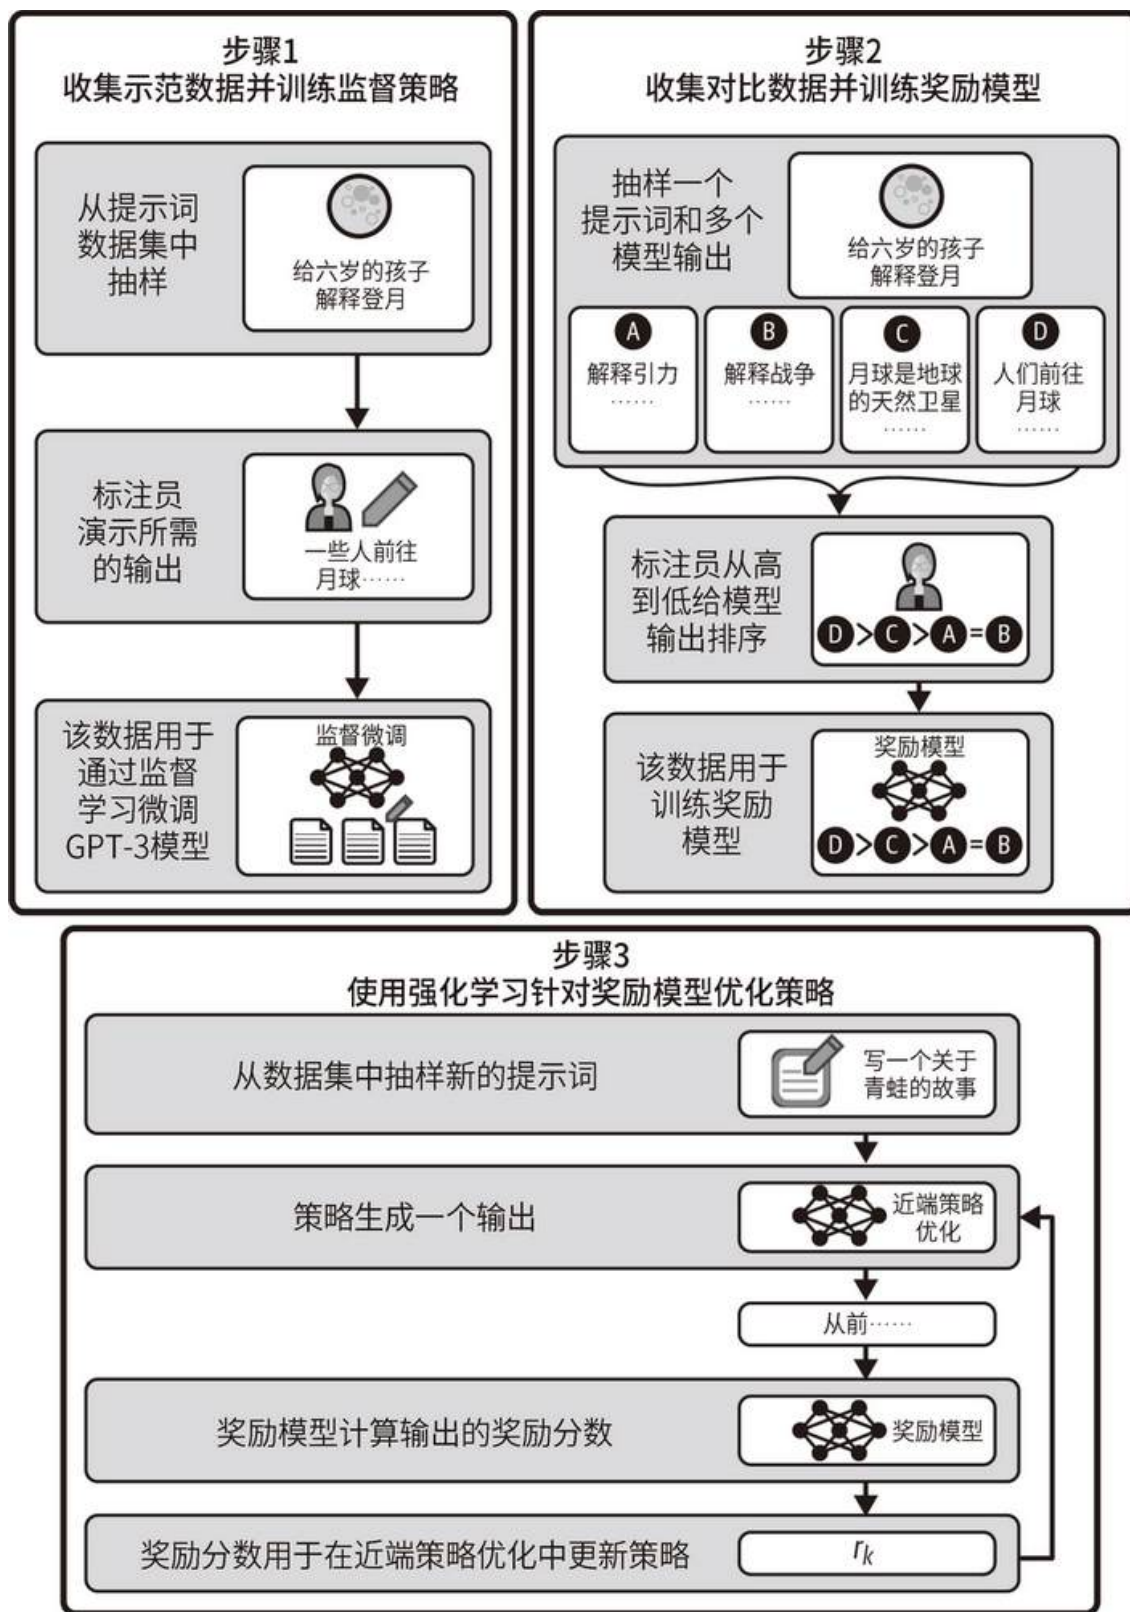 步骤1
收集示范数据并训练监督策略
从提示词
数据集中
抽样
给六岁的孩子
解释登月
标注员
演示所需
的输出
一些人前往
月球……
该数据用于
通过监督
学习微调
GPT-3模型
监督微调
步骤2
收集对比数据并训练奖励模型
抽样一个
提示词和多个
模型输出
给六岁的孩子
解释登月
A
解释引力
……
B
解释战争
……
C
月球是地球
的天然卫星
……
D
人们前往
月球
……
标注员从高
到低给模型
输出排序
D>C>A=B
该数据用于
训练奖励
模型
奖励模型
D>C>A=B
步骤3
使用强化学习针对奖励模型优化策略
从数据集中抽样新的提示词
写一个关于
青蛙的故事
策略生成一个输出
近端策略
优化
从前……
奖励模型计算输出的奖励分数
奖励模型
奖励分数用于在近端策略优化中更新策略
rk